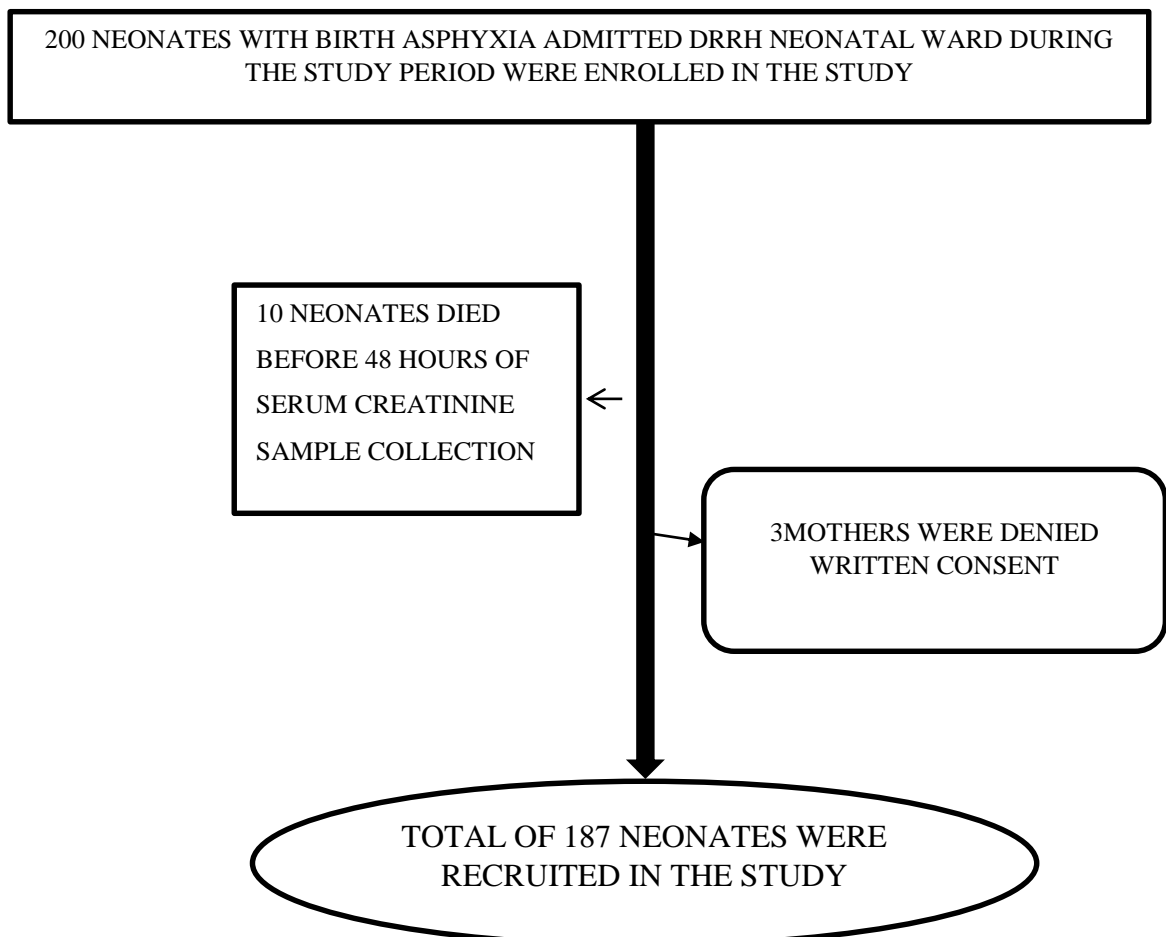 200 NEONATES WITH BIRTH ASPHYXIA ADMITTED DRRH NEONATAL WARD DURING
THE STUDY PERIOD WERE ENROLLED IN THE STUDY
10 NEONATES DIED
BEFORE 48 HOURS OF
SERUM CREATININE
SAMPLE COLLECTION
3MOTHERS WERE DENIED
WRITTEN CONSENT
TOTAL OF 187 NEONATES WERE
RECRUITED IN THE STUDY